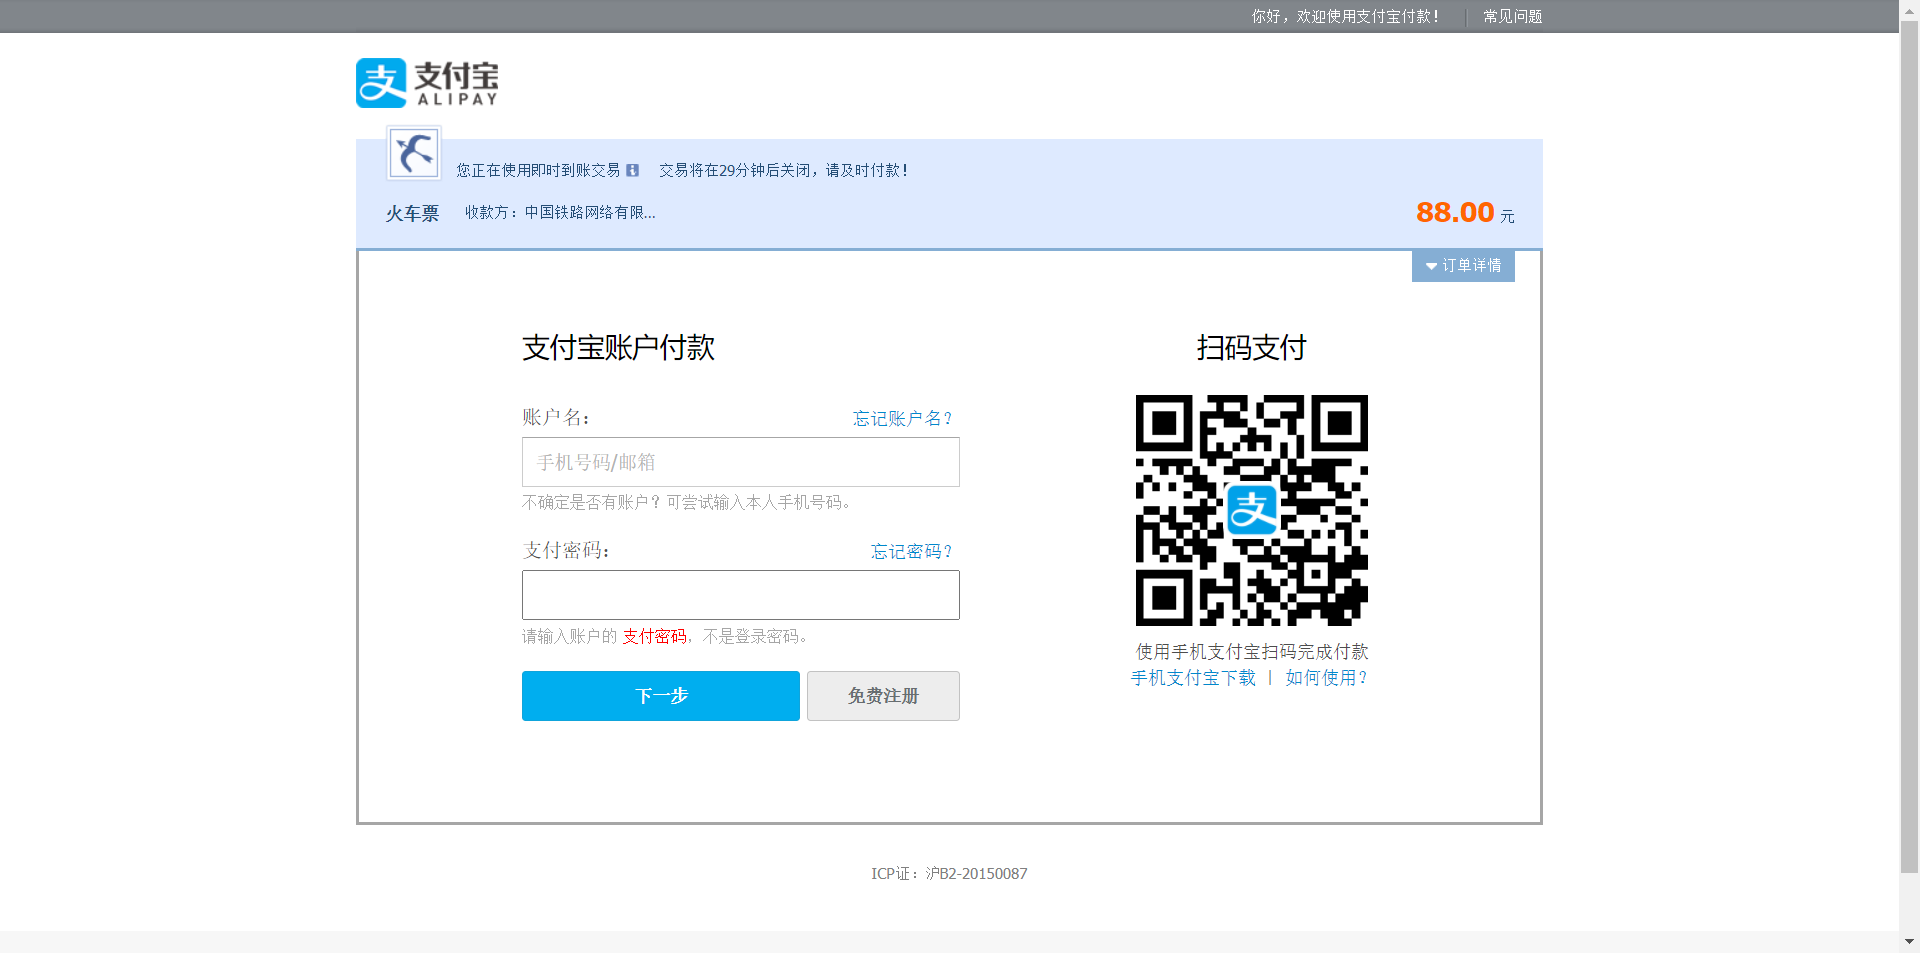 你好，欢迎使用支付宝付款！ 常见问题
支 支付宝
ALIPAY
您正在使用即时到账交易 交易将在29分钟后关闭，请及时付款！
火车票 收款方：中国铁路网络有限... 88.00 元
订单详情
支付宝账户付款
账户名： 忘记账户名？
手机号码/邮箱
不确定是否有账户？可尝试输入本人手机号码。
支付密码： 忘记密码？
请输入账户的 支付密码，不是登录密码。
下一步 免费注册
扫码支付
支
使用手机支付宝扫码完成付款
手机支付宝下载 | 如何使用？
ICP证：沪B2-20150087